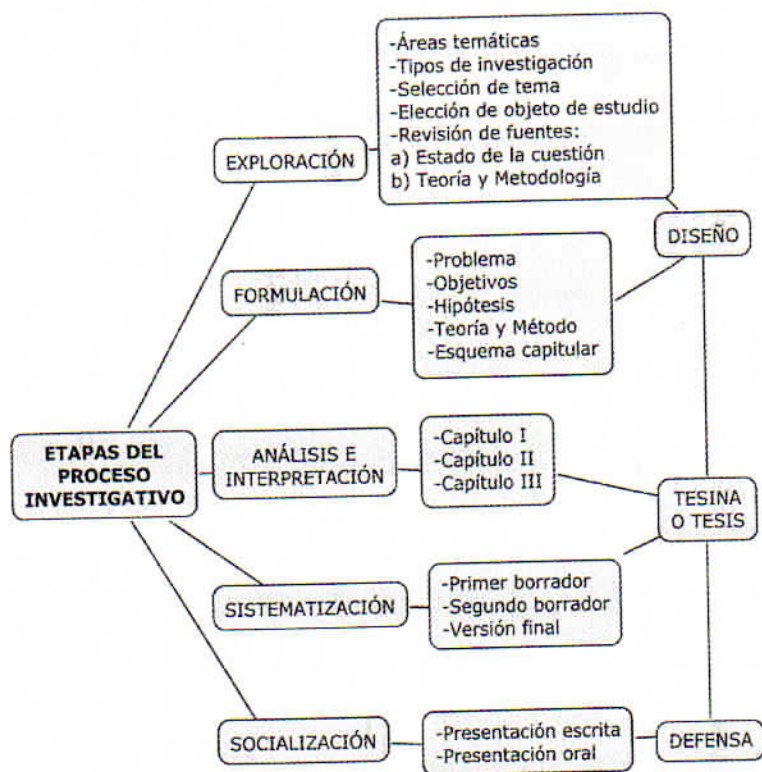 -Áreas temáticas
-Tipos de investigación
-Selección de tema
-Elección de objeto de estudio
-Revisión de fuentes:
a) Estado de la cuestión
b) Teoría y Metodología
EXPLORACIÓN
DISEÑO
FORMULACIÓN
-Problema
-Objetivos
-Hipótesis
-Teoría y Método
-Esquema capitular
ETAPAS DEL
PROCESO
INVESTIGATIVO
ANÁLISIS E
INTERPRETACIÓN
-Capítulo I
-Capítulo II
-Capítulo III
TESINA
O TESIS
SISTEMATIZACIÓN
-Primer borrador
-Segundo borrador
-Versión final
SOCIALIZACIÓN
-Presentación escrita
-Presentación oral
DEFENSA